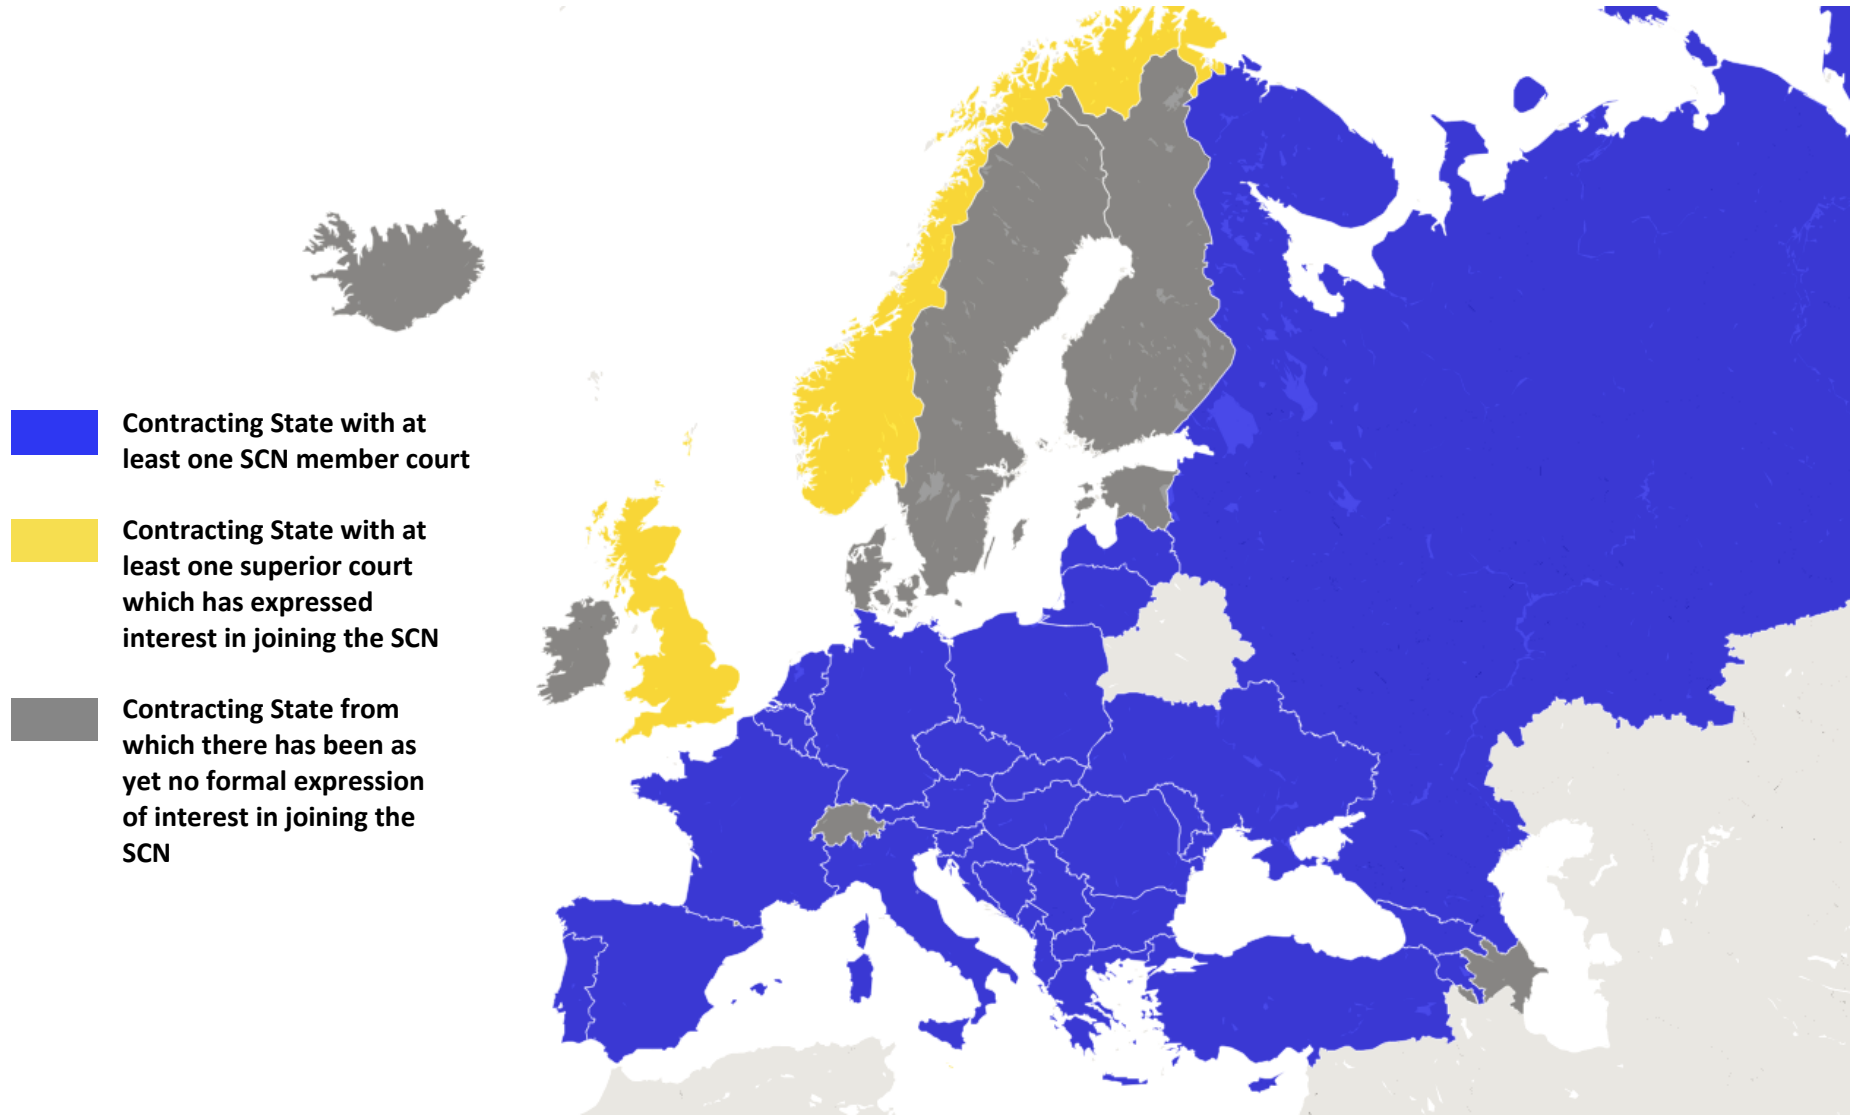 Contracting State with at
least one SCN member court
Contracting State with at
least one superior court
which has expressed
interest in joining the SCN
Contracting State from
which there has been as
yet no formal expression
of interest in joining the
SCN